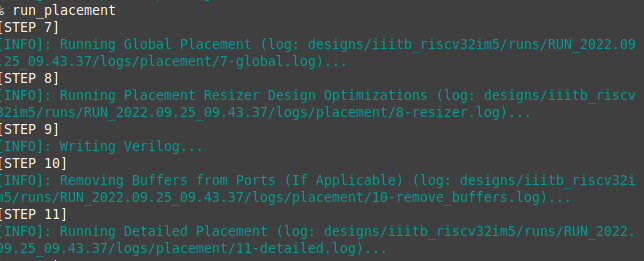 % run_placement
[STEP 7]
[INFO]: Running Global Placement (log: designs/iiitb_riscv32im5/runs/RUN_2022.09
.25_09.43.37/logs/placement/7-global.log)...
[STEP 8]
[INFO]: Running Placement Resizer Design Optimizations (log: designs/iiitb_riscv
32im5/runs/RUN_2022.09.25_09.43.37/logs/placement/8-resizer.log)...
[STEP 9]
[INFO]: Writing Verilog...
[STEP 10]
[INFO]: Removing Buffers from Ports (If Applicable) (log: designs/iiitb_riscv32i
m5/runs/RUN_2022.09.25_09.43.37/logs/placement/10-remove_buffers.log)...
[STEP 11]
[INFO]: Running Detailed Placement (log: designs/iiitb_riscv32im5/runs/RUN_2022.
09.25_09.43.37/logs/placement/11-detailed.log)...